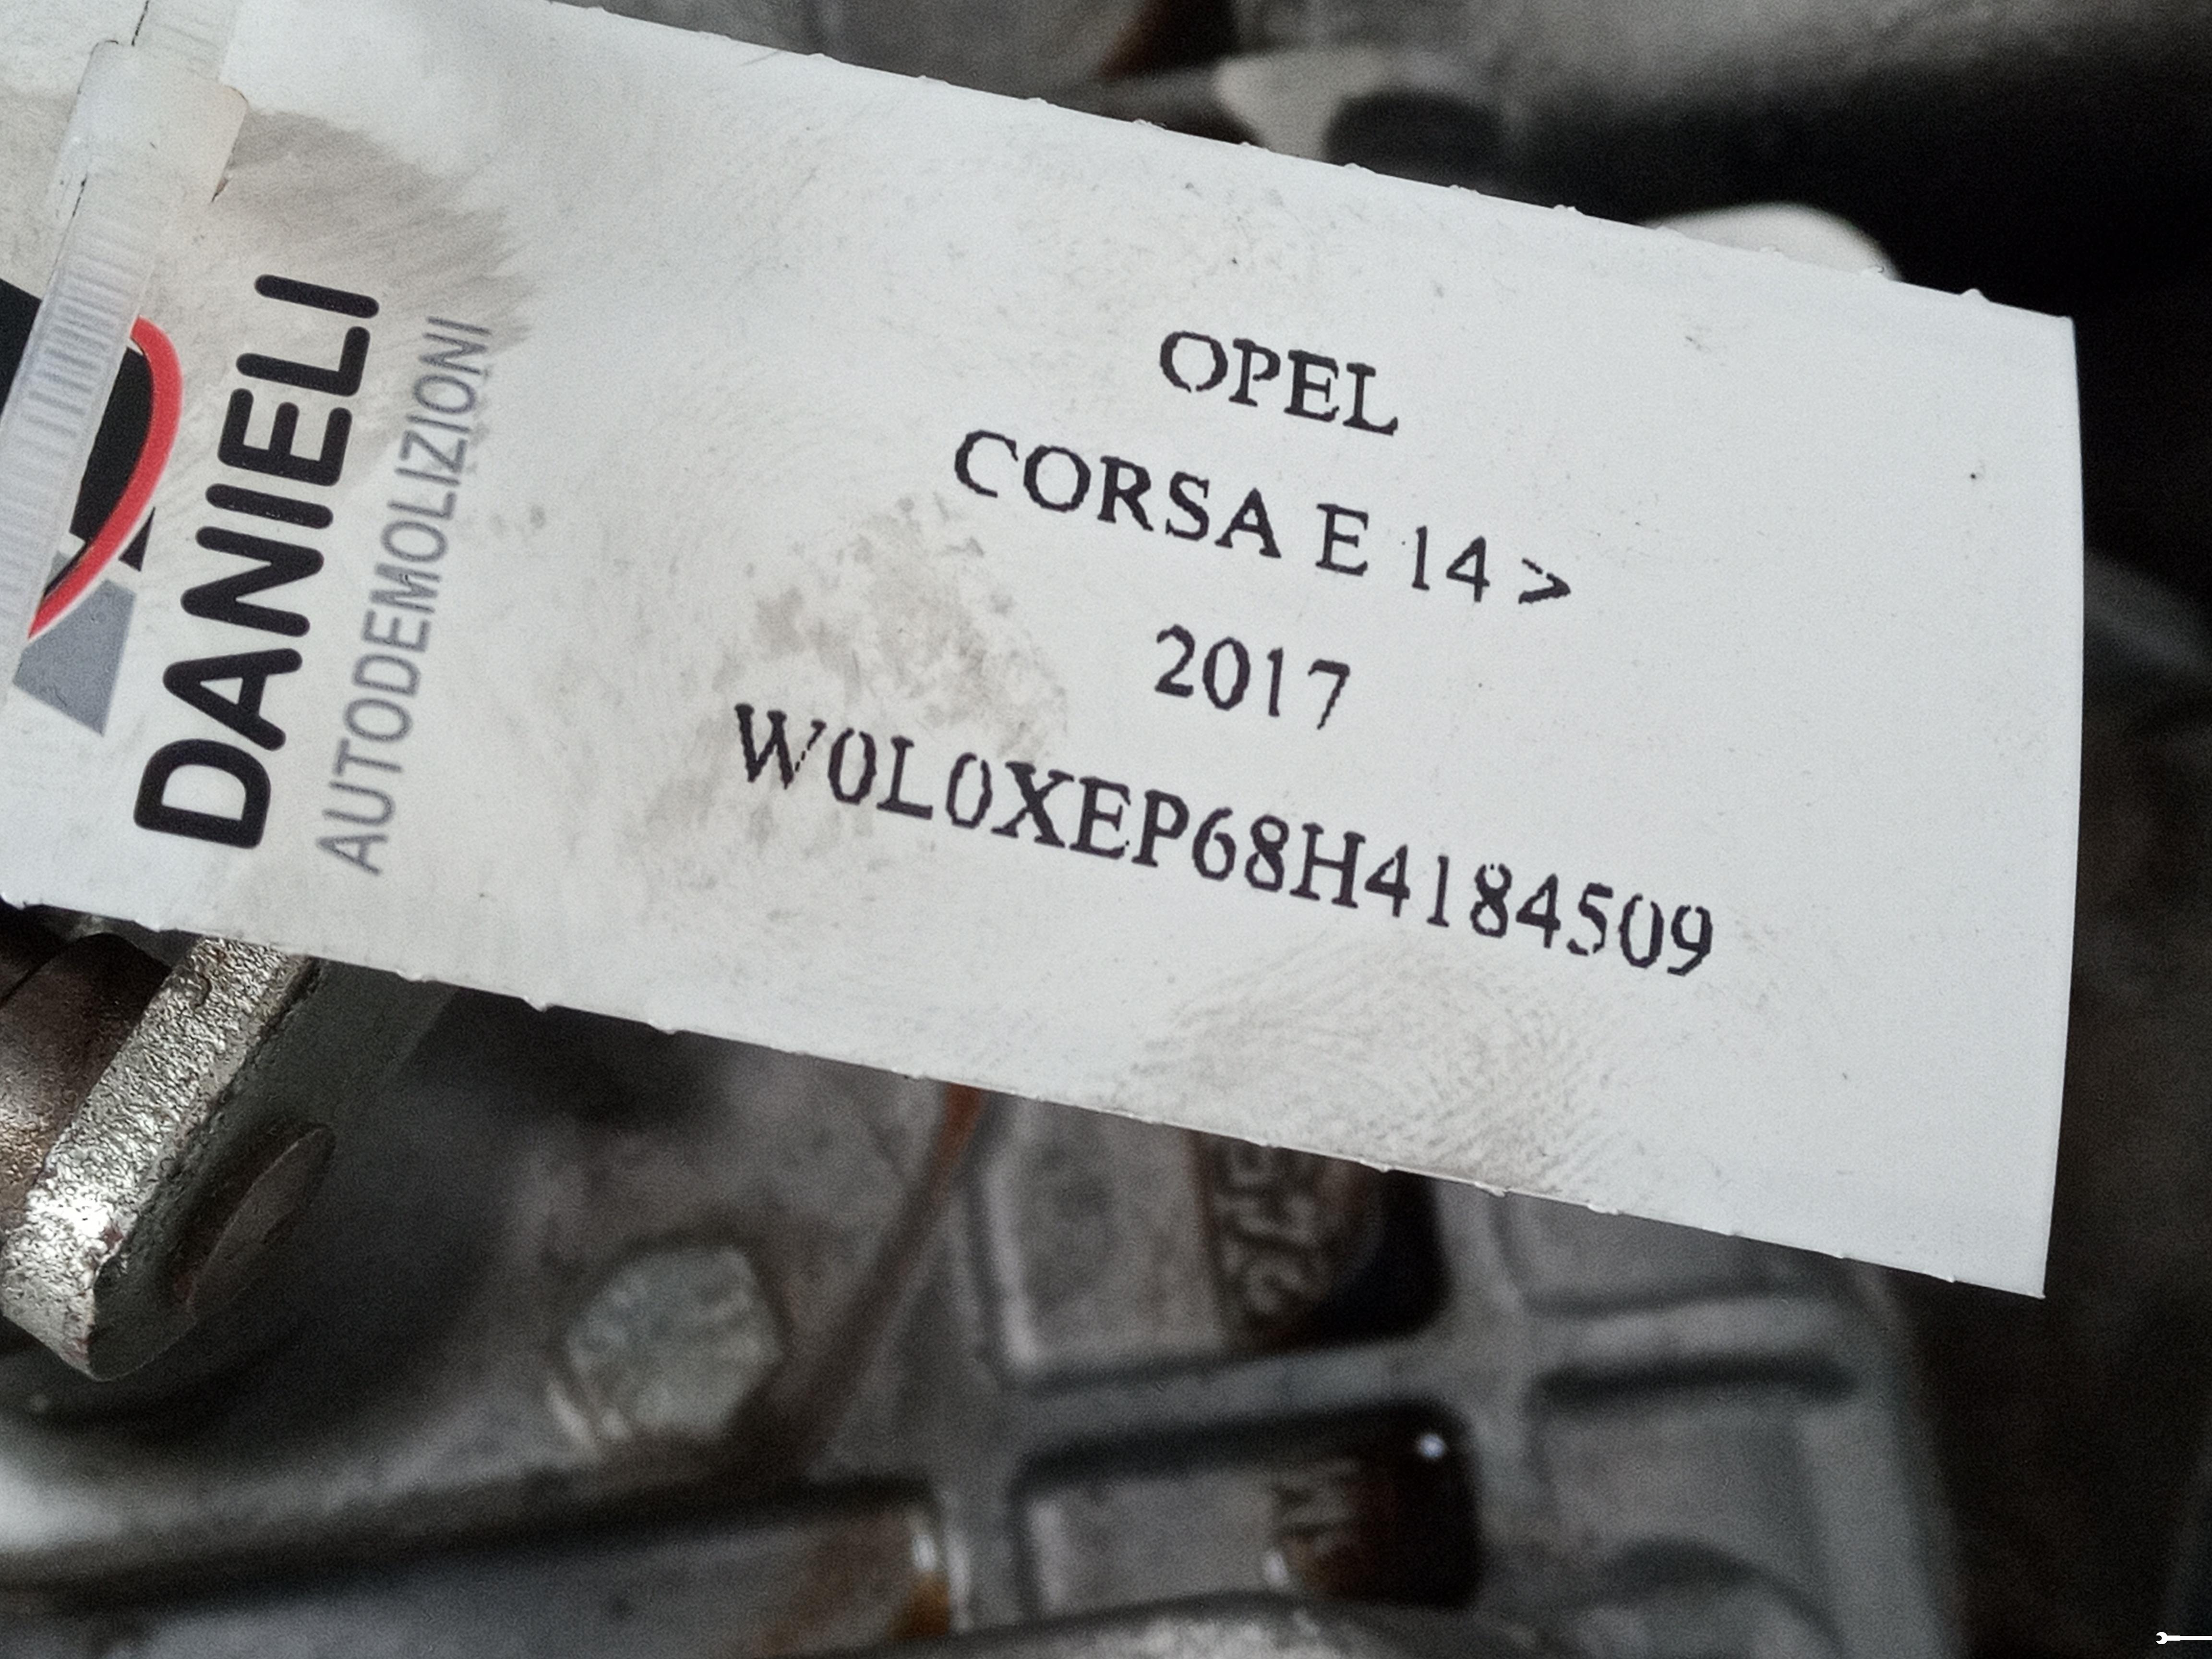 DANIELI
AUTODEMOLIZIONI
OPEL
CORSA E 14 >
2017
W0L0XEP68H4184509